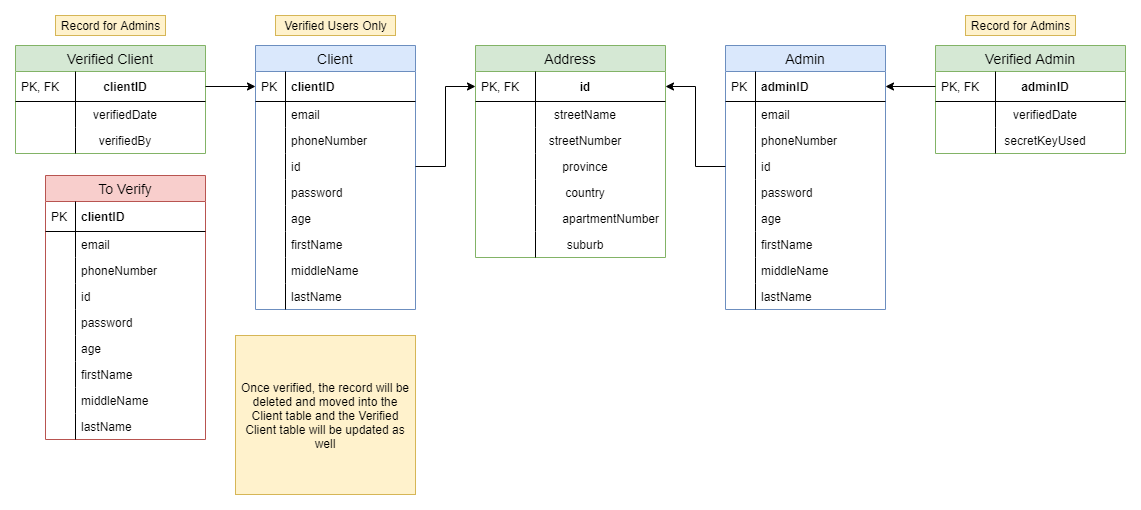 Record for Admins
Verified Users Only
Record for Admins
Verified Client
PK, FK clientID
verifiedDate
verifiedBy
Client
PK clientID
email
phoneNumber
id
password
age
firstName
middleName
lastName
Address
PK, FK id
streetName
streetNumber
province
country
apartmentNumber
suburb
Admin
PK adminID
email
phoneNumber
id
password
age
firstName
middleName
lastName
Verified Admin
PK, FK adminID
verifiedDate
secretKeyUsed
To Verify
PK clientID
email
phoneNumber
id
password
age
firstName
middleName
lastName
Once verified, the record will be
deleted and moved into the
Client table and the Verified
Client table will be updated as
well